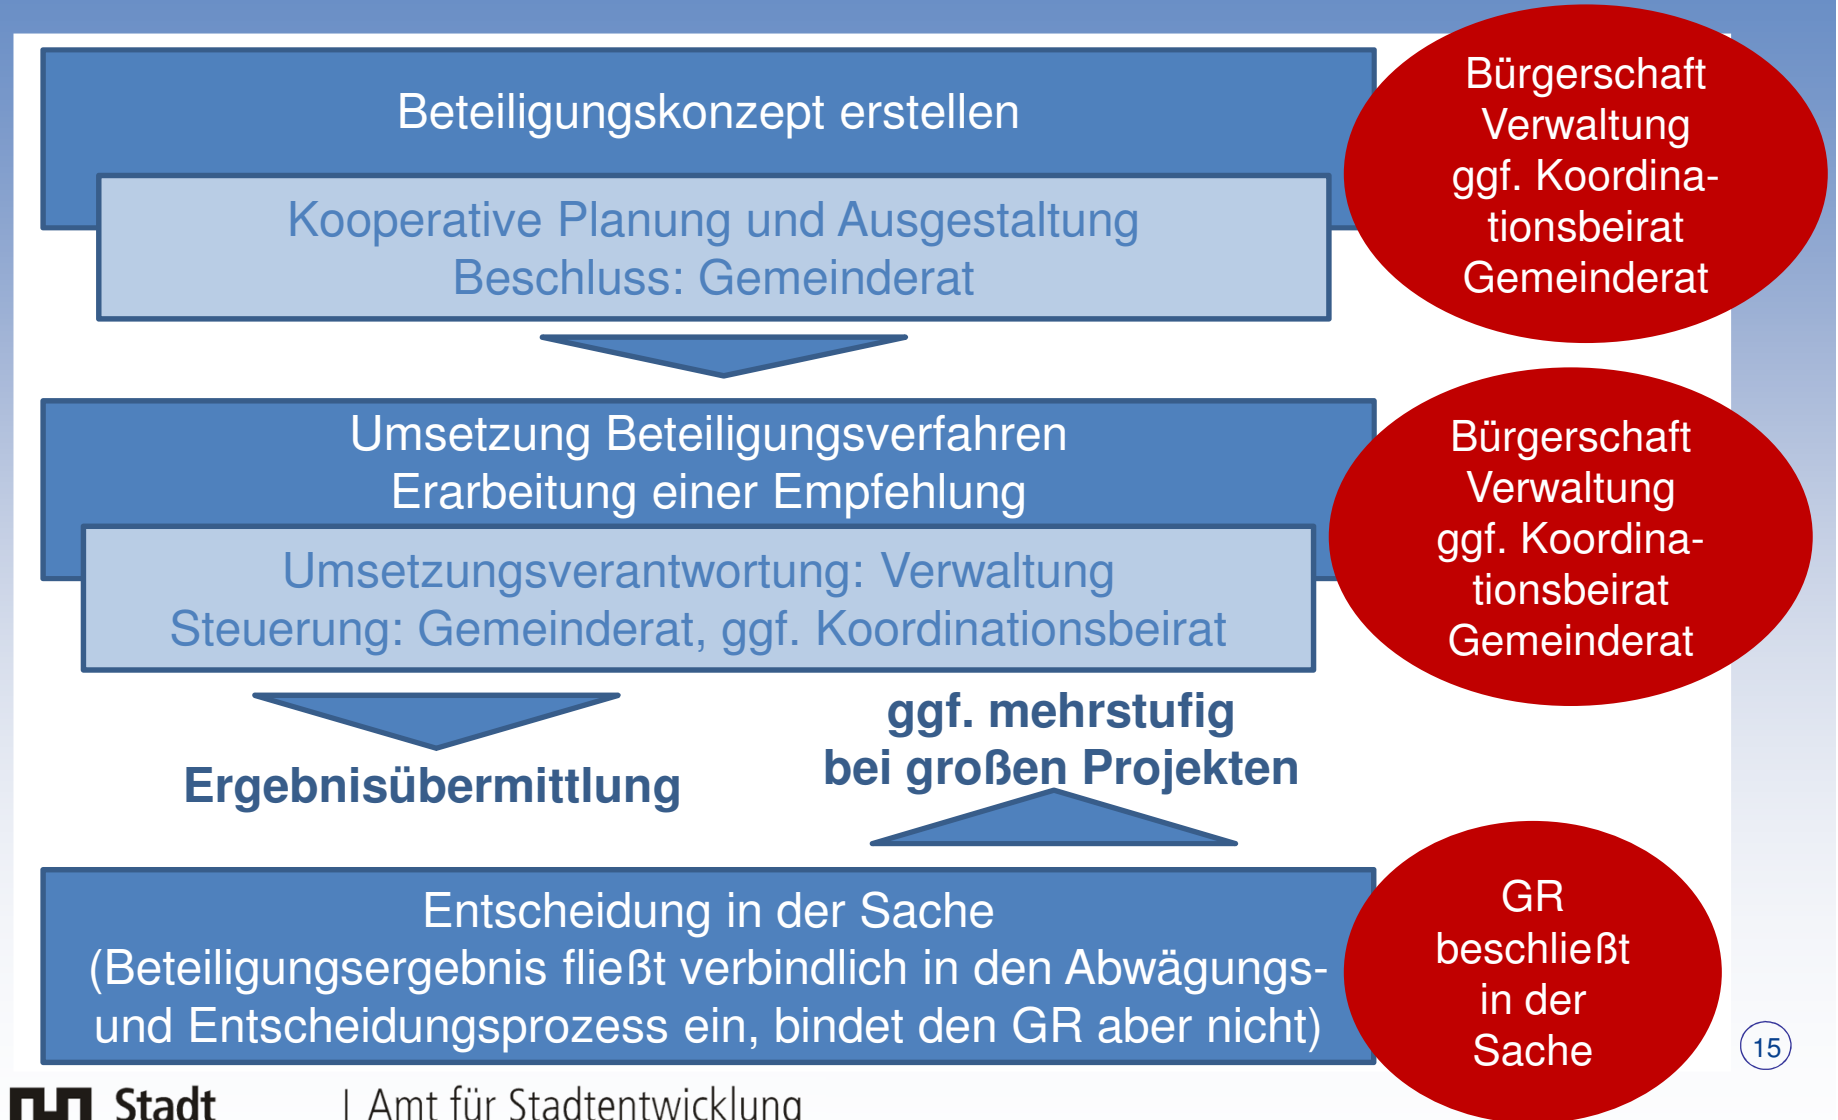 Beteiligungskonzept erstellen
Kooperative Planung und Ausgestaltung
Beschluss: Gemeinderat
Bürgerschaft
Verwaltung
ggf. Koordina-
tionsbeirat
Gemeinderat
Umsetzung Beteiligungsverfahren
Erarbeitung einer Empfehlung
Umsetzungsverantwortung: Verwaltung
Steuerung: Gemeinderat, ggf. Koordinationsbeirat
Bürgerschaft
Verwaltung
ggf. Koordina-
tionsbeirat
Gemeinderat
Ergebnisübermittlung
ggf. mehrstufig
bei großen Projekten
Entscheidung in der Sache
(Beteiligungsergebnis fließt verbindlich in den Abwägungs-
und Entscheidungsprozess ein, bindet den GR aber nicht)
GR
beschließt
in der
Sache
15
Stadt
| Amt für Stadtentwicklung